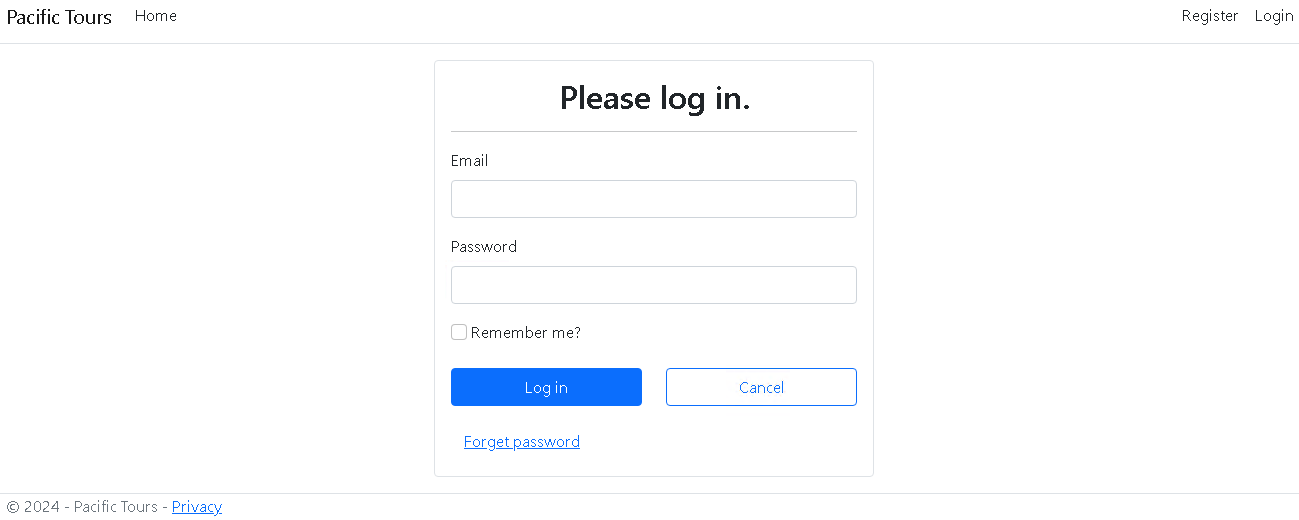 Pacific Tours Home Register Login
Please log in.
Email
Password
Remember me?
Log in Cancel
Forget password
© 2024 - Pacific Tours - Privacy